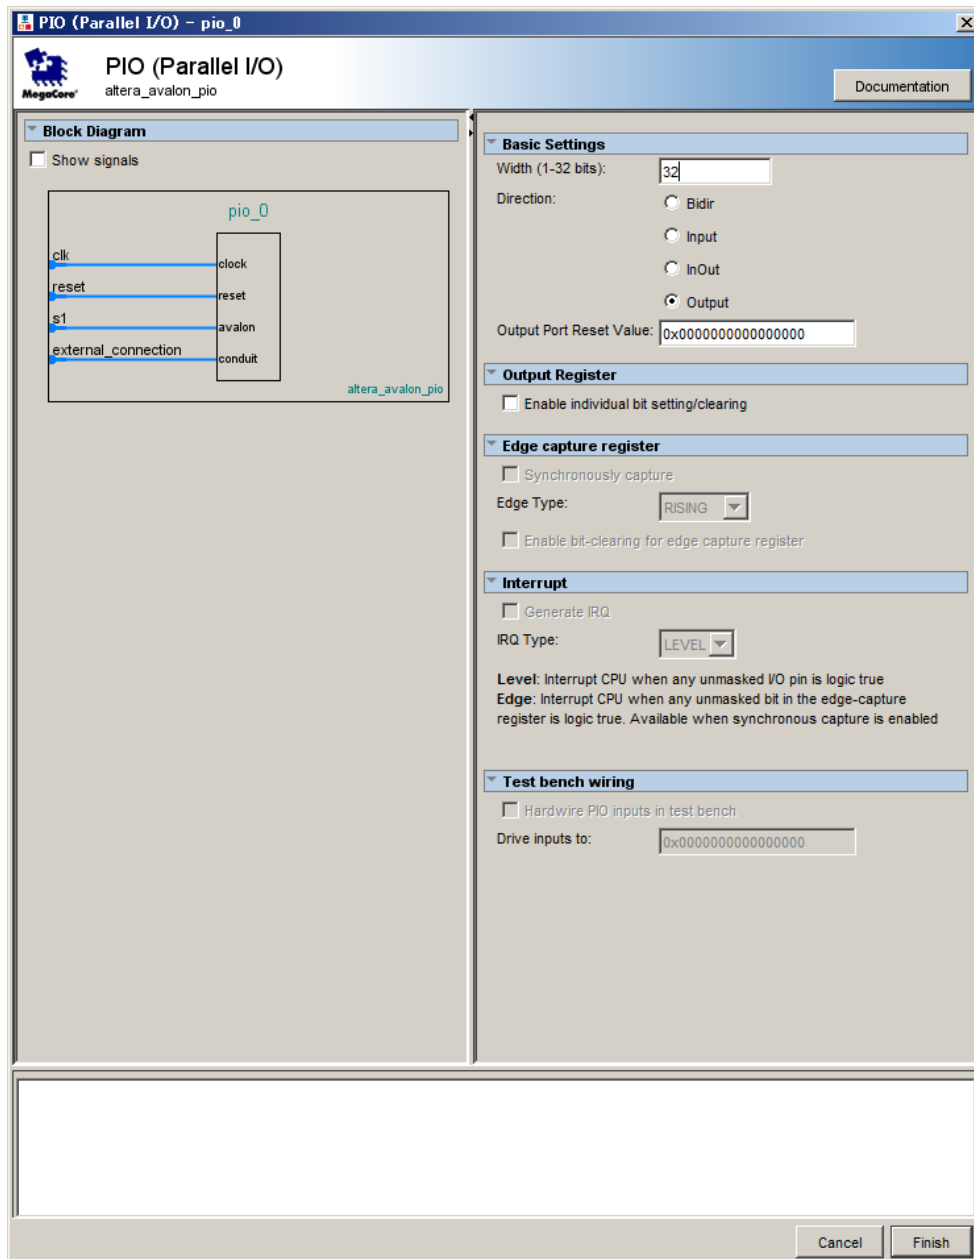 PIO (Parallel I/O) - pio_0
MegaCore®
PIO (Parallel I/O)
altera_avalon_pio
Documentation
Block Diagram
Show signals
pio_0
clk
clock
reset
reset
s1
avalon
external_connection
conduit
altera_avalon_pio
Basic Settings
Width (1-32 bits): 32
Direction: Bidir
Input
InOut
Output
Output Port Reset Value: 0x0000000000000000
Output Register
Enable individual bit setting/clearing
Edge capture register
Synchronously capture
Edge Type: RISING
Enable bit-clearing for edge capture register
Interrupt
Generate IRQ
IRQ Type: LEVEL
Level: Interrupt CPU when any unmasked I/O pin is logic true
Edge: Interrupt CPU when any unmasked bit in the edge-capture
register is logic true. Available when synchronous capture is enabled
Test bench wiring
Hardwire PIO inputs in test bench
Drive inputs to: 0x0000000000000000
Cancel Finish